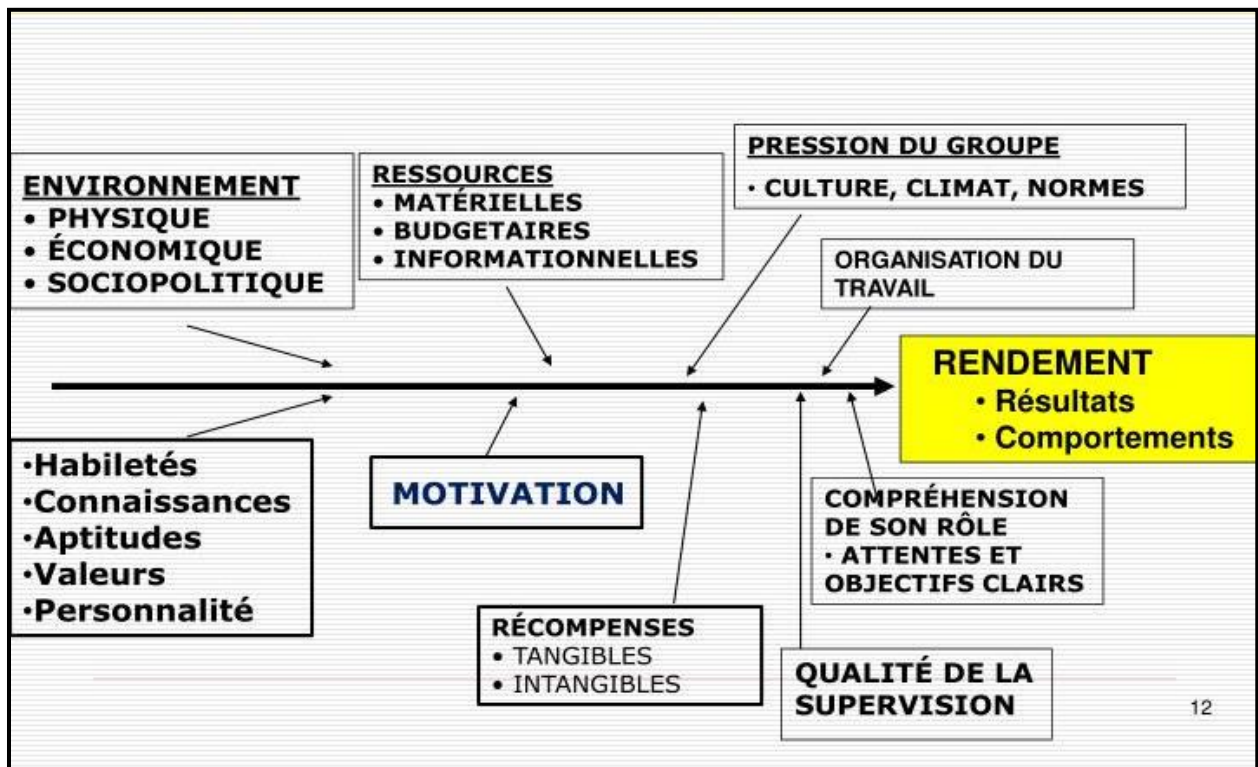 ENVIRONNEMENT
• PHYSIQUE
• ÉCONOMIQUE
• SOCIOPOLITIQUE
RESSOURCES
• MATÉRIELLES
• BUDGETAIRES
• INFORMATIONNELLES
PRESSION DU GROUPE
• CULTURE, CLIMAT, NORMES
ORGANISATION DU
TRAVAIL
RENDEMENT
• Résultats
• Comportements
•Habiletés
•Connaissances
•Aptitudes
•Valeurs
•Personnalité
MOTIVATION
RÉCOMPENSES
• TANGIBLES
• INTANGIBLES
COMPRÉHENSION
DE SON RÔLE
• ATTENTES ET
OBJECTIFS CLAIRS
QUALITÉ DE LA
SUPERVISION
12